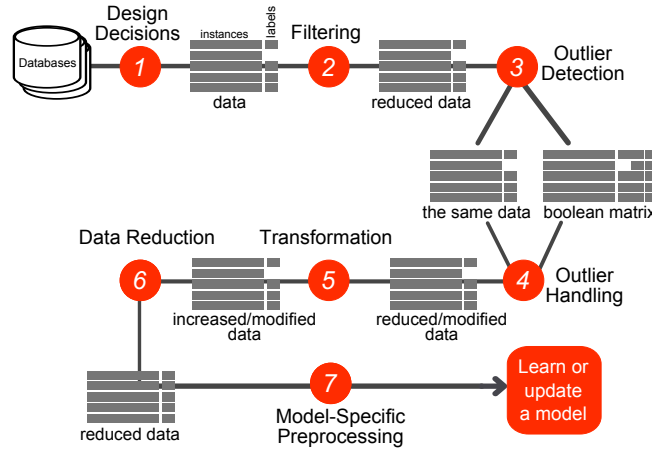 Design
Decisions
Databases
1
instances
labels
data
Filtering
2
reduced data
3
Outlier
Detection
the same data
boolean matrix
4
Outlier
Handling
reduced/modified
data
Transformation
5
increased/modified
data
Data Reduction
6
reduced data
7
Model-Specific
Preprocessing
Learn or
update
a model